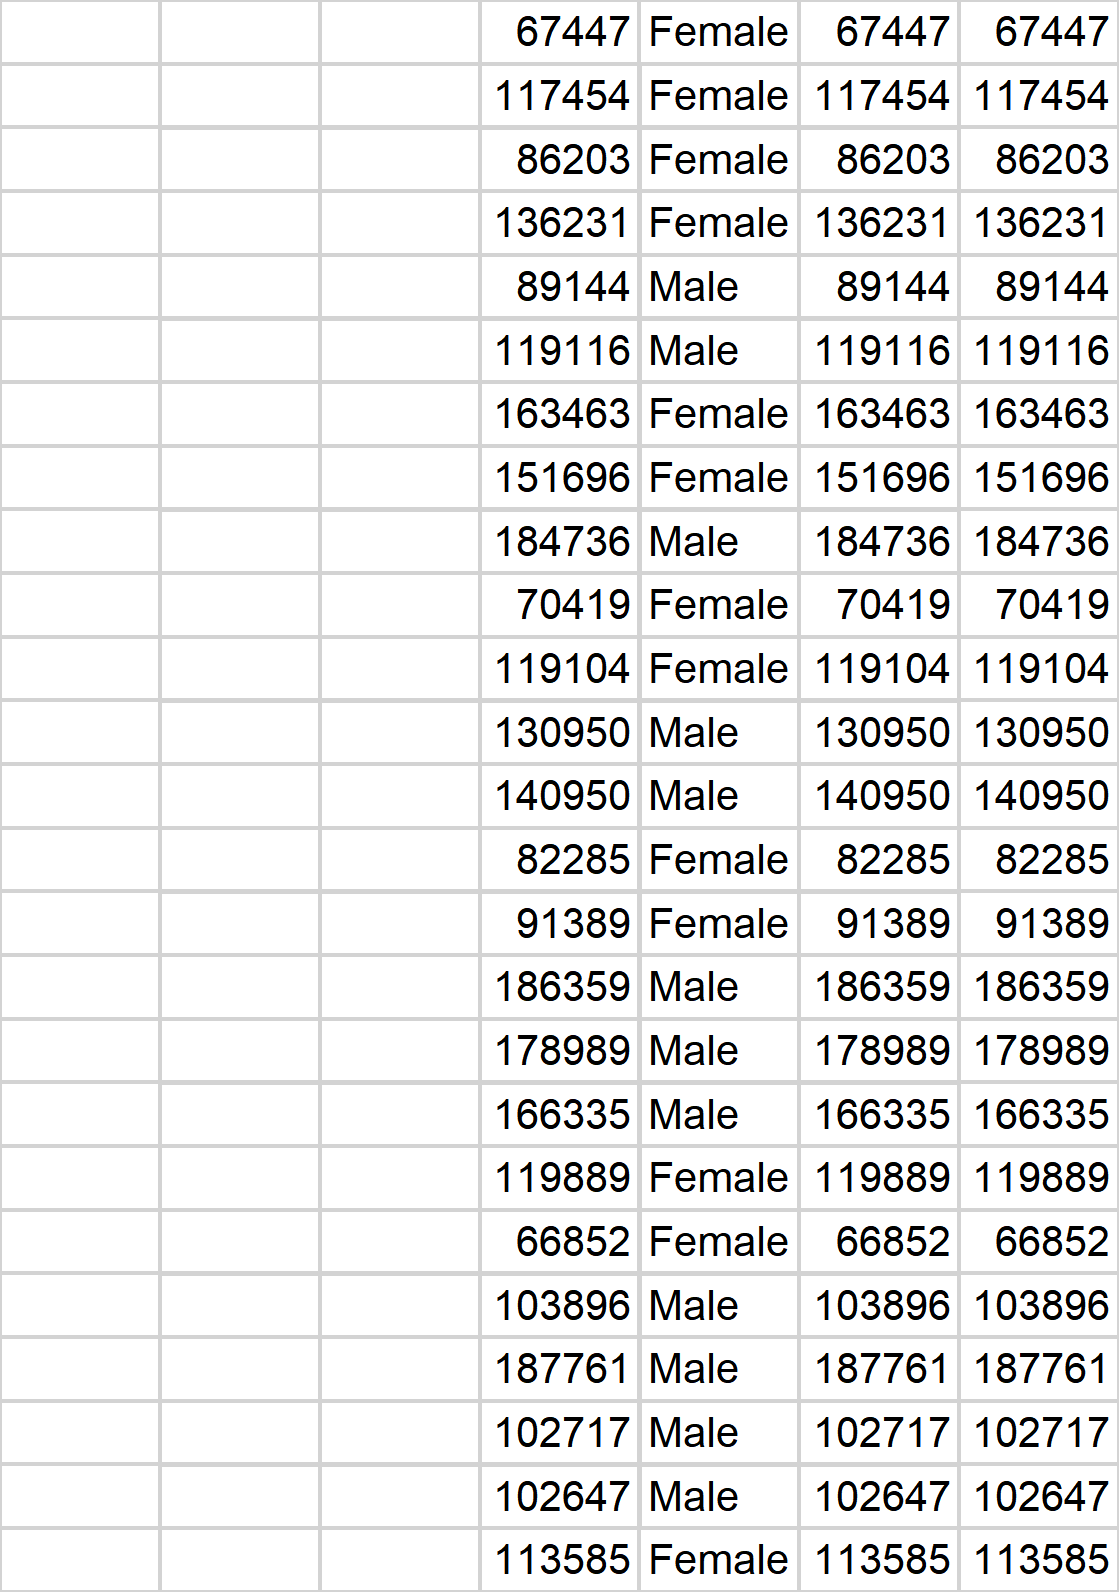 67447 Female 67447 67447
117454 Female 117454 117454
86203 Female 86203 86203
136231 Female 136231 136231
89144 Male 89144 89144
119116 Male 119116 119116
163463 Female 163463 163463
151696 Female 151696 151696
184736 Male 184736 184736
70419 Female 70419 70419
119104 Female 119104 119104
130950 Male 130950 130950
140950 Male 140950 140950
82285 Female 82285 82285
91389 Female 91389 91389
186359 Male 186359 186359
178989 Male 178989 178989
166335 Male 166335 166335
119889 Female 119889 119889
66852 Female 66852 66852
103896 Male 103896 103896
187761 Male 187761 187761
102717 Male 102717 102717
102647 Male 102647 102647
113585 Female 113585 113585